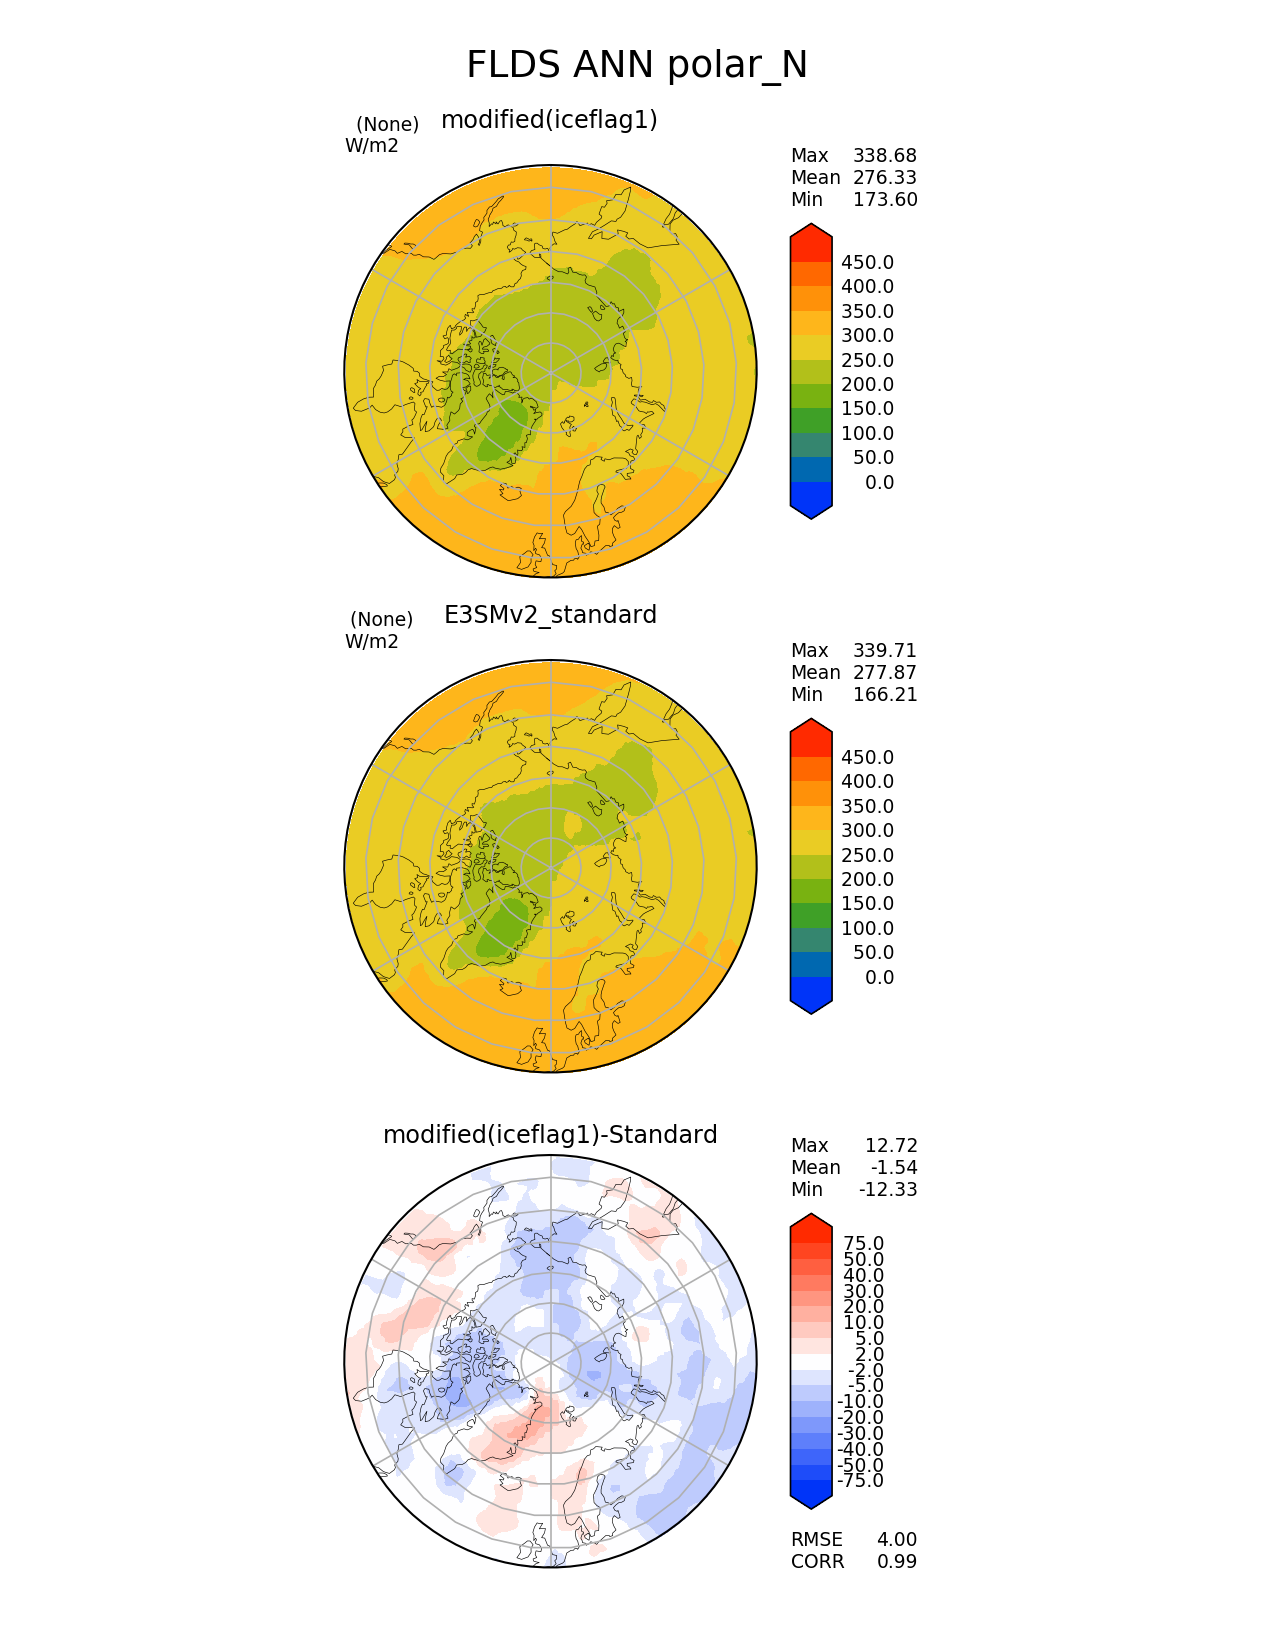 FLDS ANN polar_N
(None) modified(iceflag1)
W/m2
Max 338.68
Mean 276.33
Min 173.60
450.0
400.0
350.0
300.0
250.0
200.0
150.0
100.0
50.0
0.0
(None) E3SMv2_standard
W/m2
Max 339.71
Mean 277.87
Min 166.21
450.0
400.0
350.0
300.0
250.0
200.0
150.0
100.0
50.0
0.0
modified(iceflag1)-Standard
Max 12.72
Mean -1.54
Min -12.33
75.0
50.0
40.0
30.0
20.0
10.0
5.0
2.0
-2.0
-5.0
-10.0
-20.0
-30.0
-40.0
-50.0
-75.0
RMSE 4.00
CORR 0.99